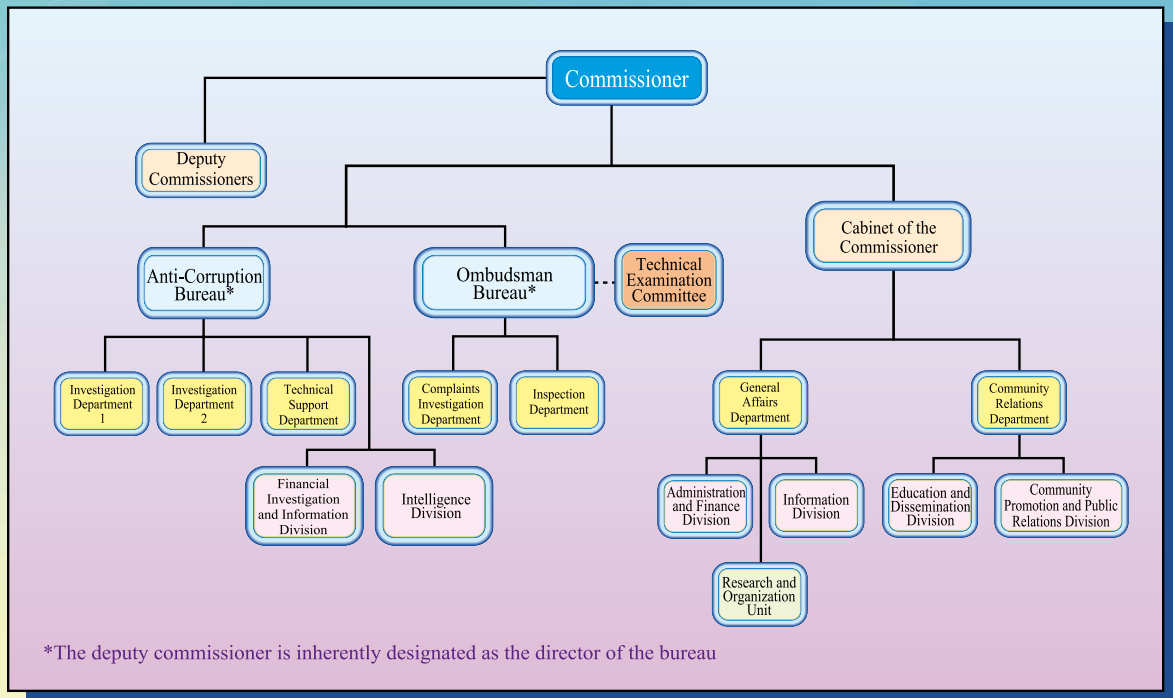 Commissioner
Deputy
Commissioners
Cabinet of the
Commissioner
Anti-Corruption
Bureau*
Ombudsman
Bureau*
Technical
Examination
Committee
Investigation
Department
1
Investigation
Department
2
Technical
Support
Department
Complaints
Investigation
Department
Inspection
Department
General
Affairs
Department
Community
Relations
Department
Financial
Investigation
and Information
Division
Intelligence
Division
Administration
and Finance
Division
Information
Division
Education and
Dissemination
Division
Community
Promotion and Public
Relations Division
Research and
Organization
Unit
*The deputy commissioner is inherently designated as the director of the bureau